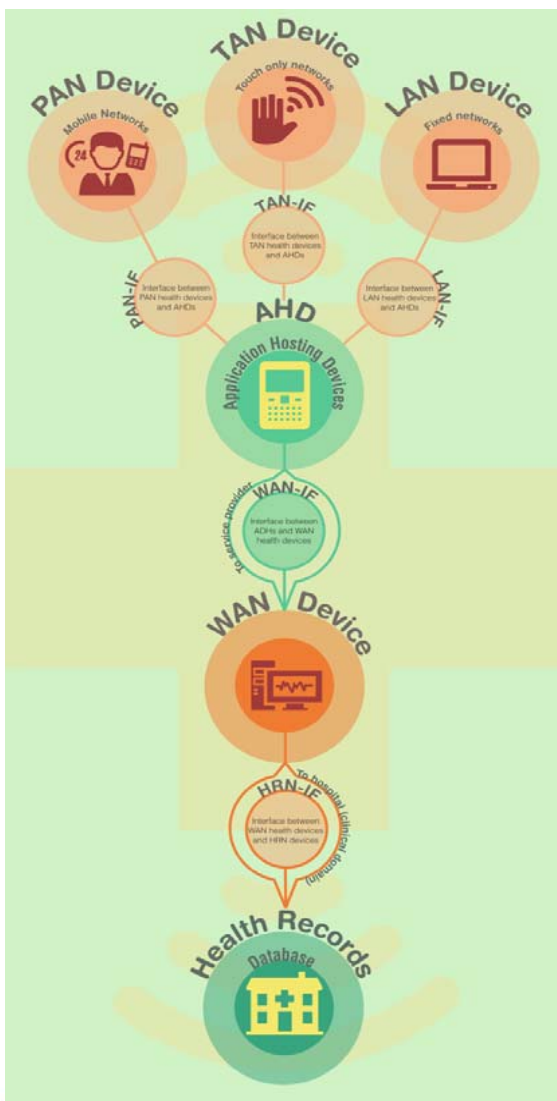 TAN Device
Touch only networks
PAN Device
Mobile Networks
24
LAN Device
Fixed networks
TAN-IF
Interface between
TAN health devices
and AHDs
PAN-IF
Interface between
PAN health devices
and AHDs
LAN-IF
Interface between
LAN health devices
and AHDs
AHD
Application Hosting Devices
WAN-IF
To service provider
Interface between
ADHs and WAN
health devices
WAN Device
HRN-IF
To hospital (clinical domain)
Interface between
WAN health devices
and HRN devices
Health Records
Database